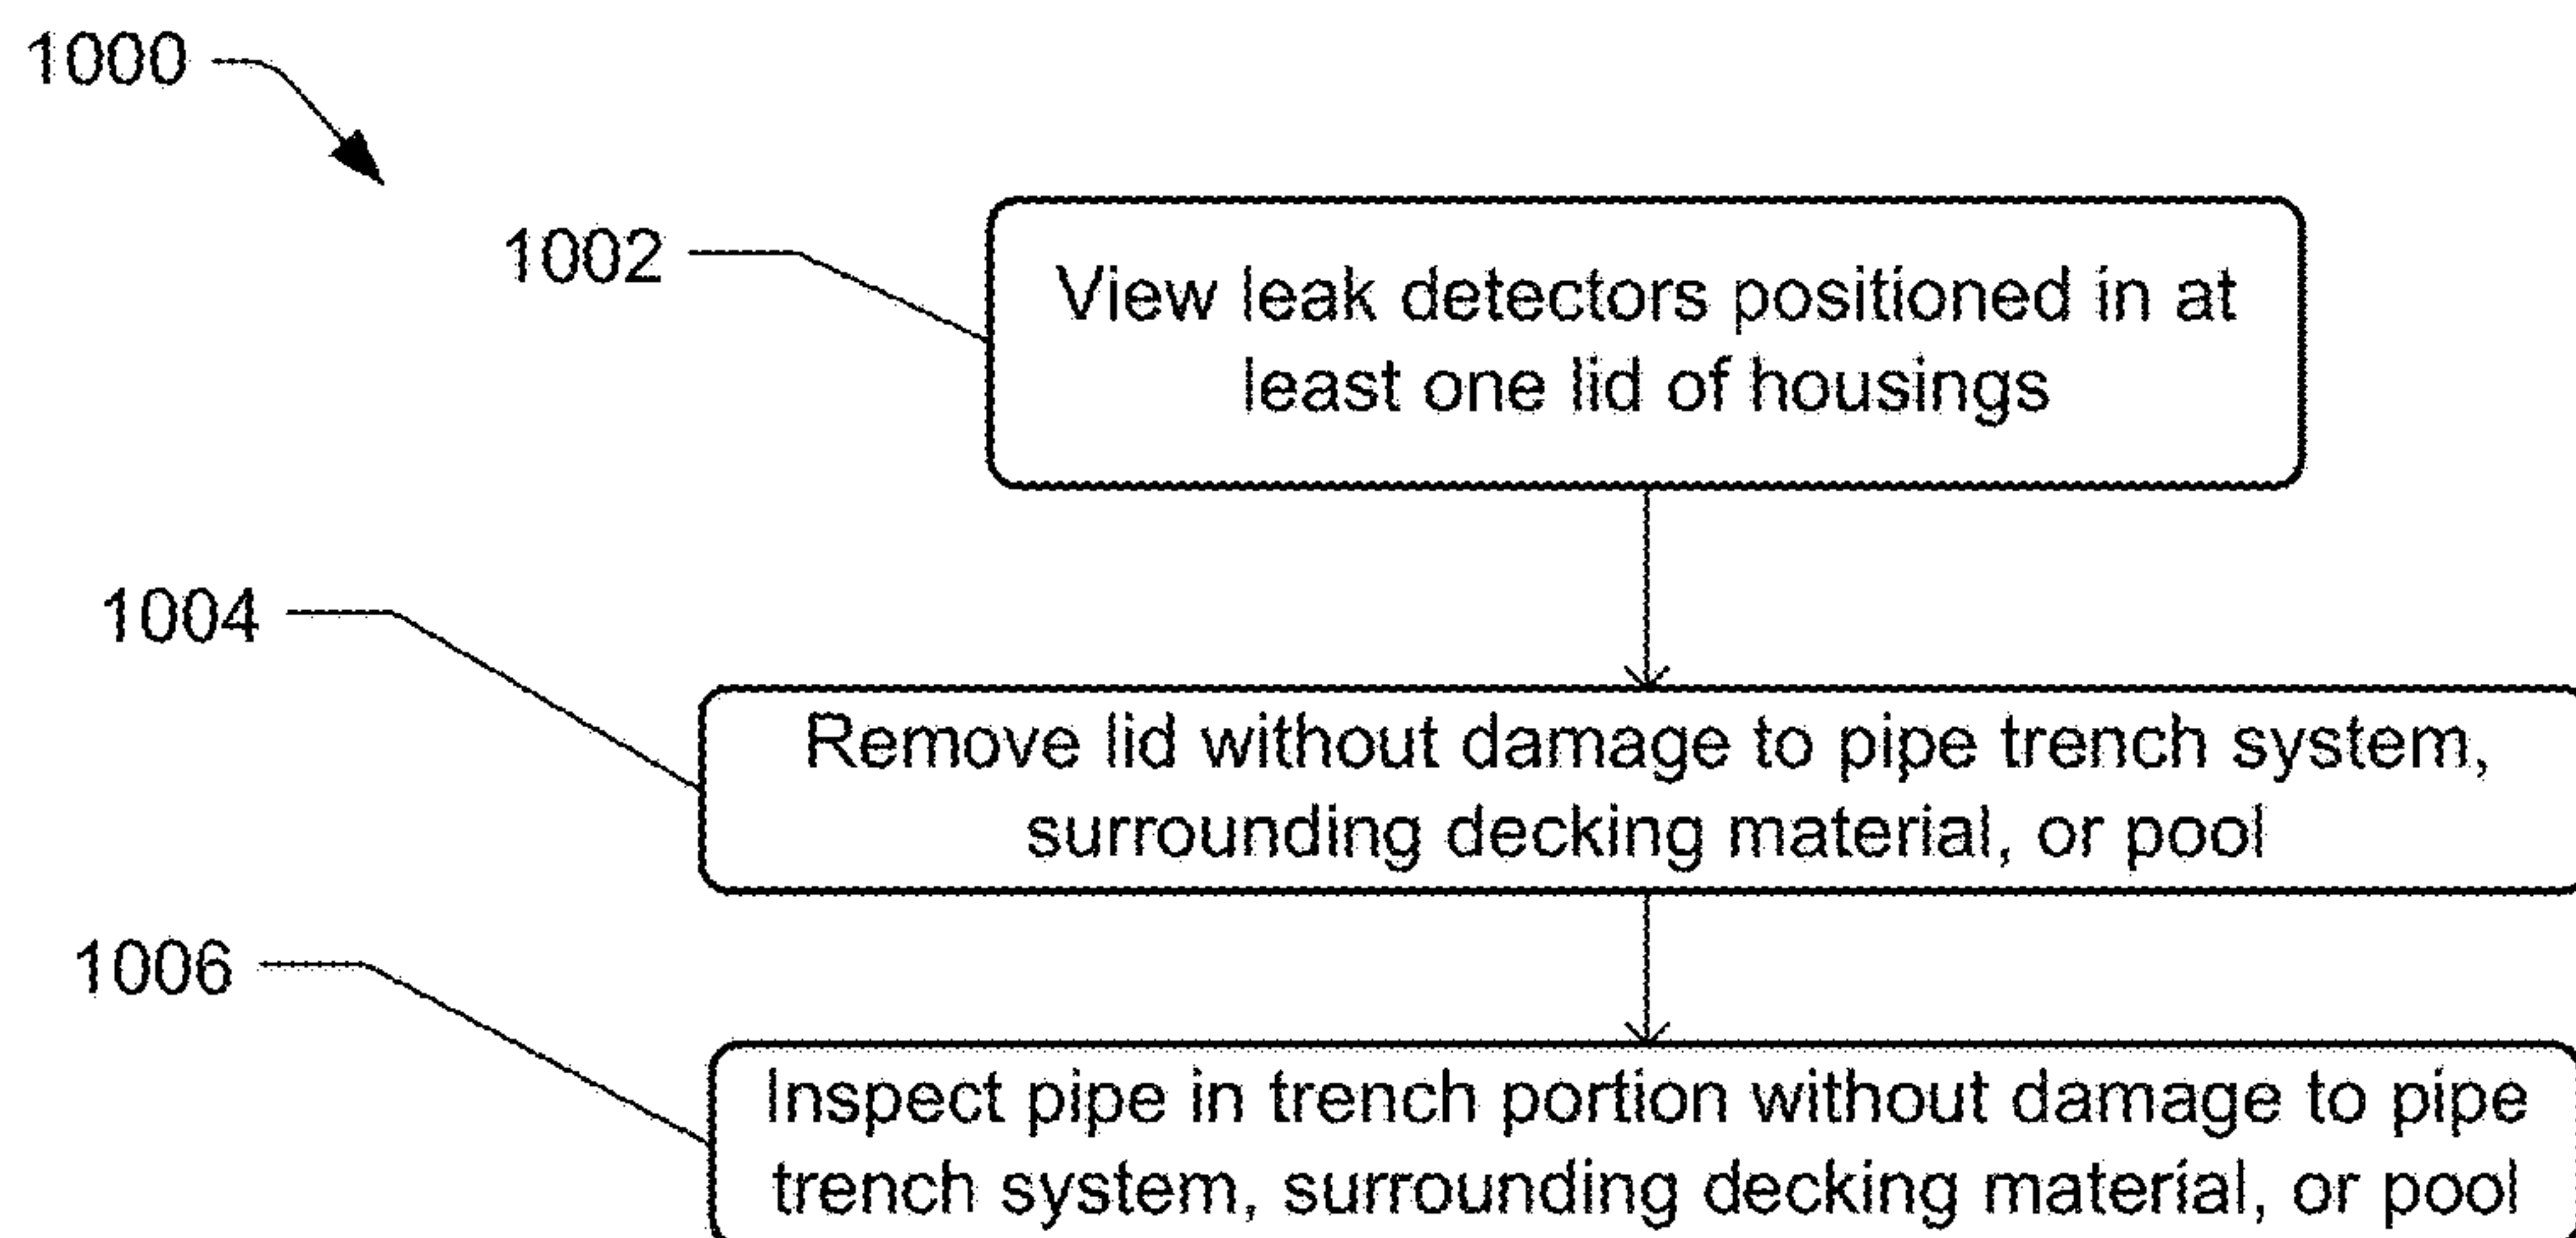 1000
1002
View leak detectors positioned in at
least one lid of housings
1004
Remove lid without damage to pipe trench system,
surrounding decking material, or pool
1006
Inspect pipe in trench portion without damage to pipe
trench system, surrounding decking material, or pool